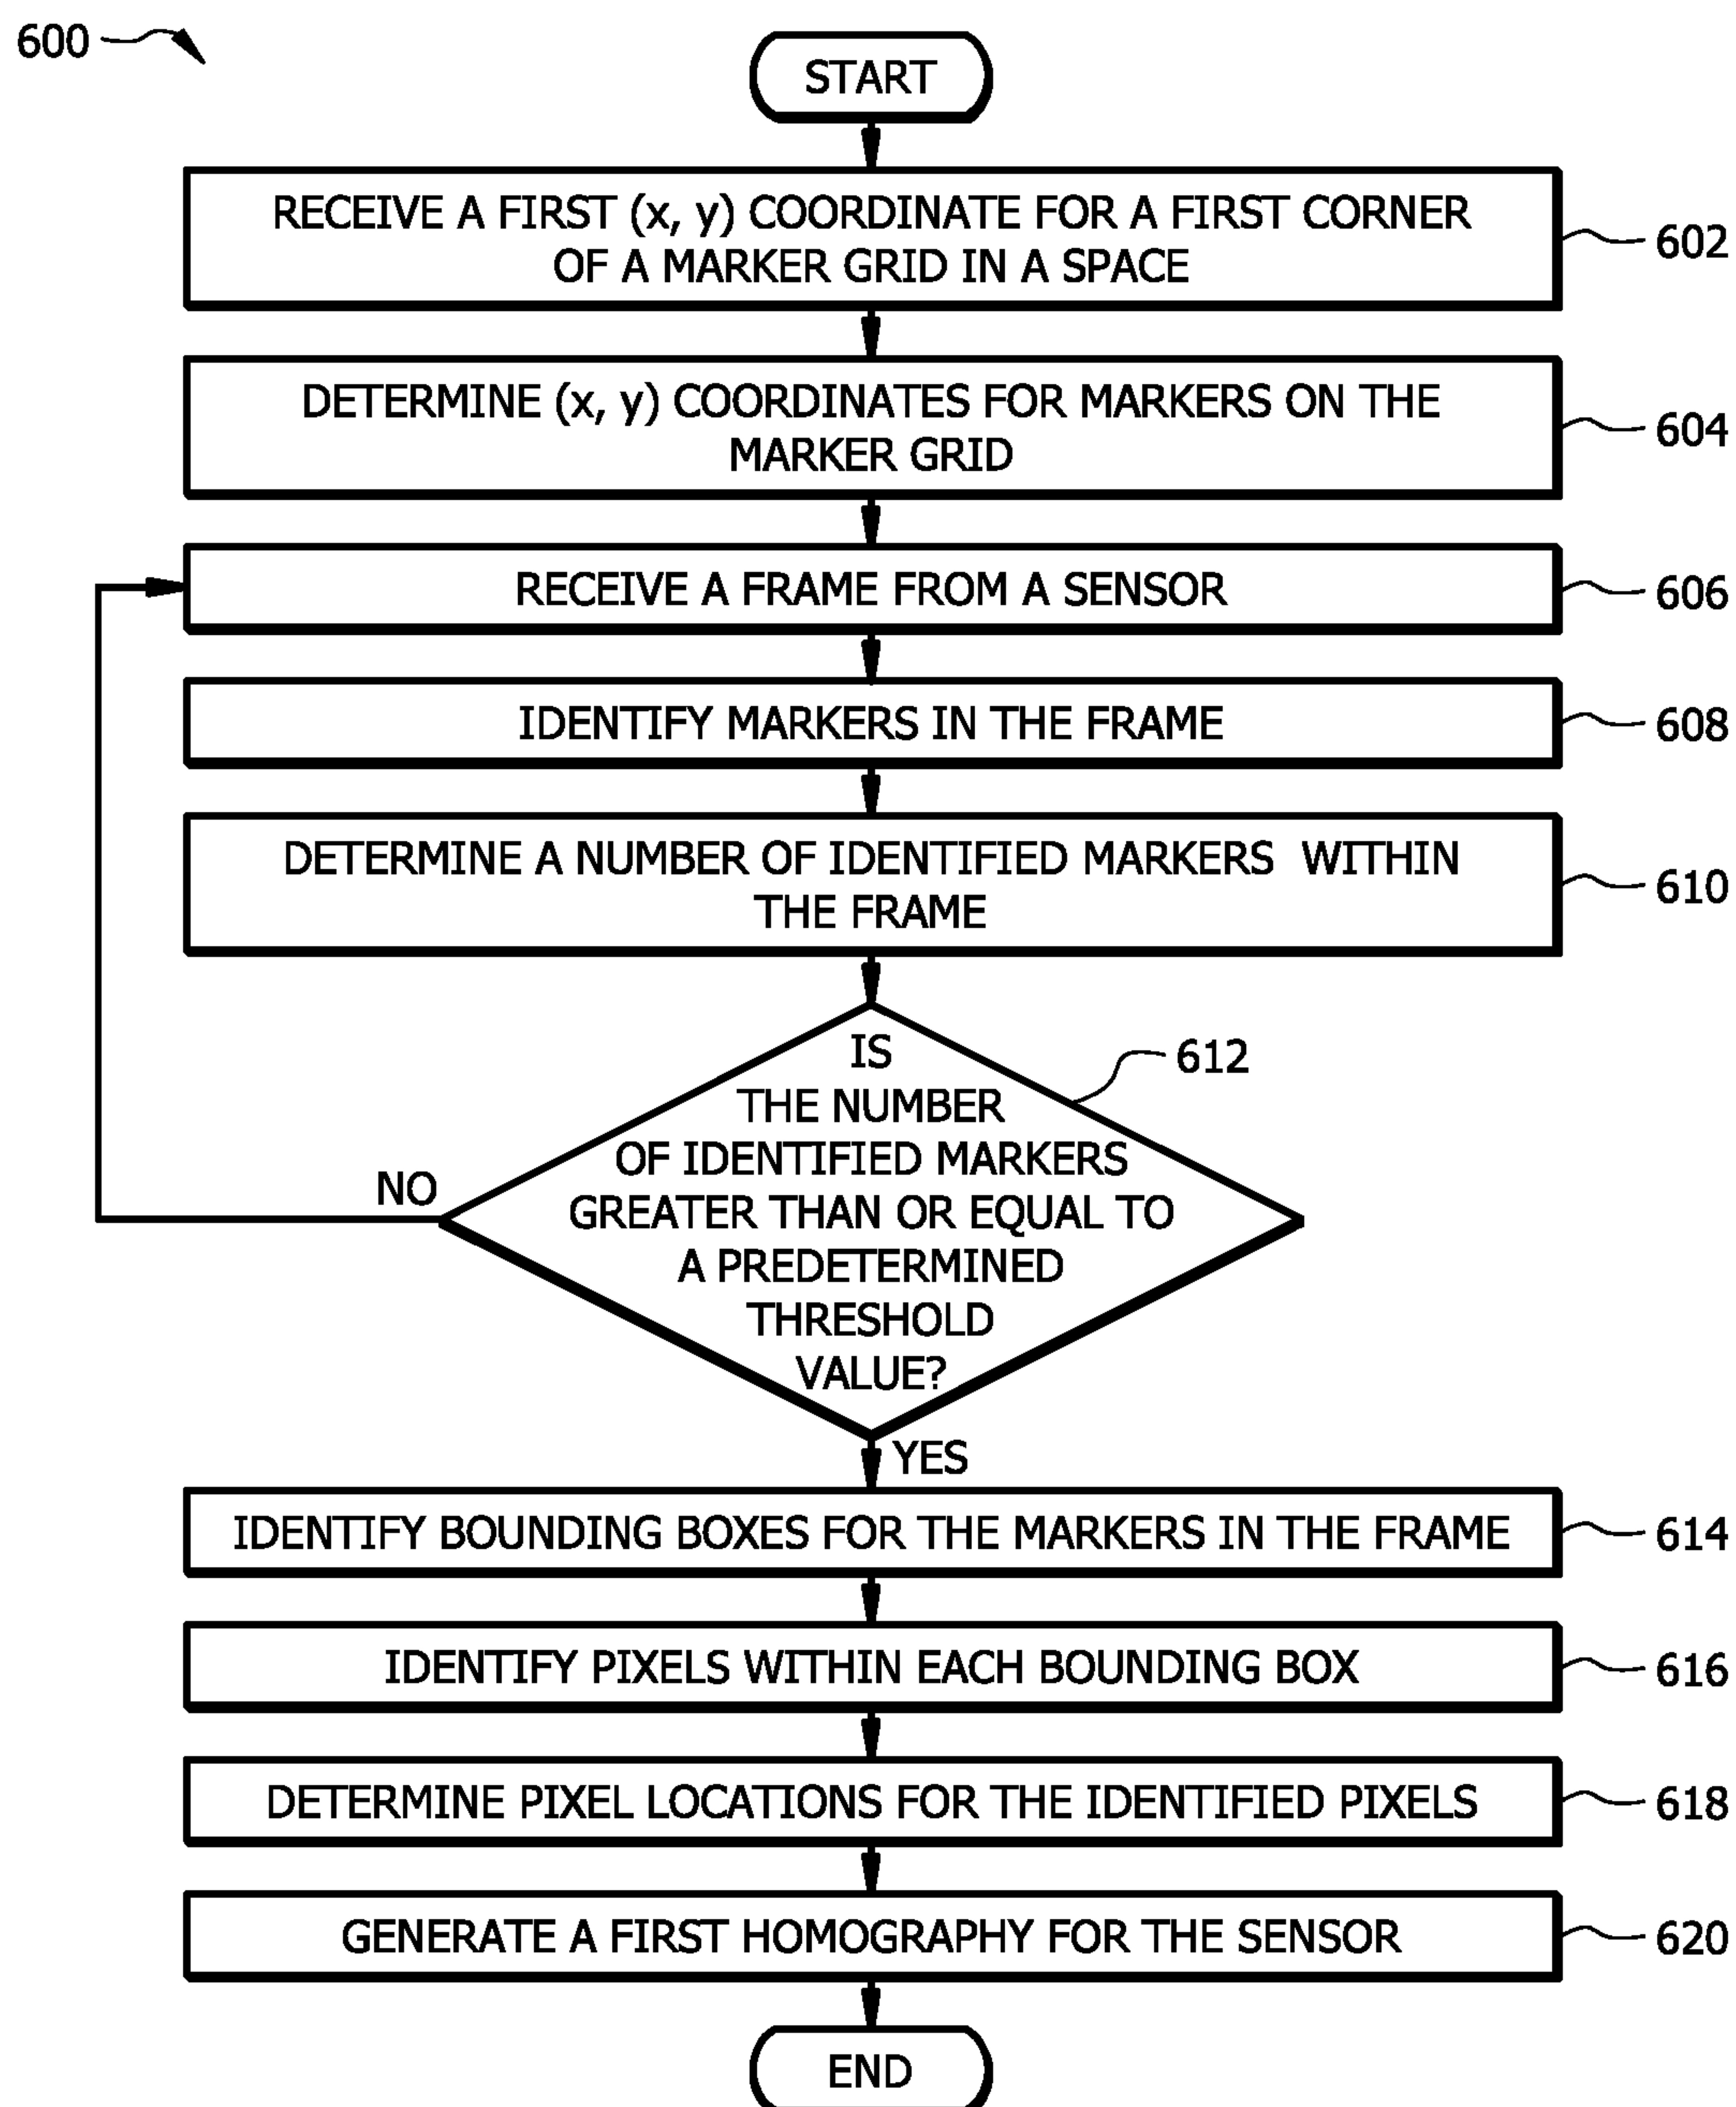 600
START
RECEIVE A FIRST (x, y) COORDINATE FOR A FIRST CORNER
OF A MARKER GRID IN A SPACE
602
DETERMINE (x, y) COORDINATES FOR MARKERS ON THE
MARKER GRID
604
RECEIVE A FRAME FROM A SENSOR
606
IDENTIFY MARKERS IN THE FRAME
608
DETERMINE A NUMBER OF IDENTIFIED MARKERS WITHIN
THE FRAME
610
IS
THE NUMBER
OF IDENTIFIED MARKERS
GREATER THAN OR EQUAL TO
A PREDETERMINED
THRESHOLD
VALUE?
612
NO
YES
IDENTIFY BOUNDING BOXES FOR THE MARKERS IN THE FRAME
614
IDENTIFY PIXELS WITHIN EACH BOUNDING BOX
616
DETERMINE PIXEL LOCATIONS FOR THE IDENTIFIED PIXELS
618
GENERATE A FIRST HOMOGRAPHY FOR THE SENSOR
620
END